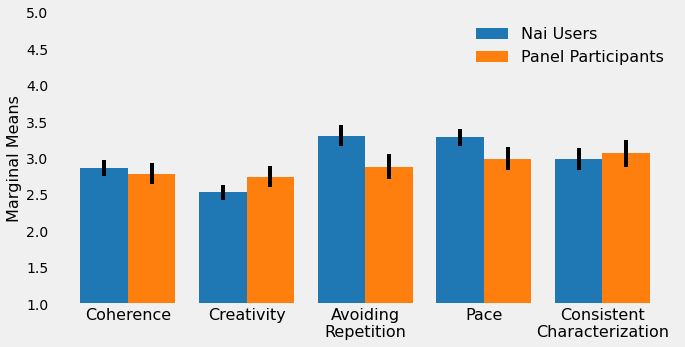 5.0
4.5
4.0
3.5
3.0
2.5
2.0
1.5
1.0
Marginal Means
Nai Users
Panel Participants
Coherence
Creativity
Avoiding
Repetition
Pace
Consistent
Characterization